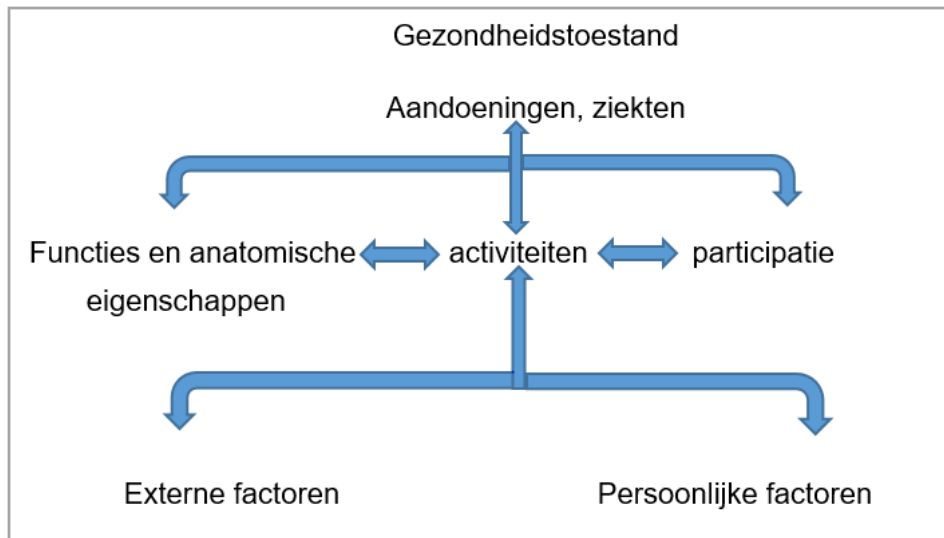 Gezondheidstoestand
Aandoeningen, ziekten
Functies en anatomische
eigenschappen
activiteiten
participatie
Externe factoren
Persoonlijke factoren